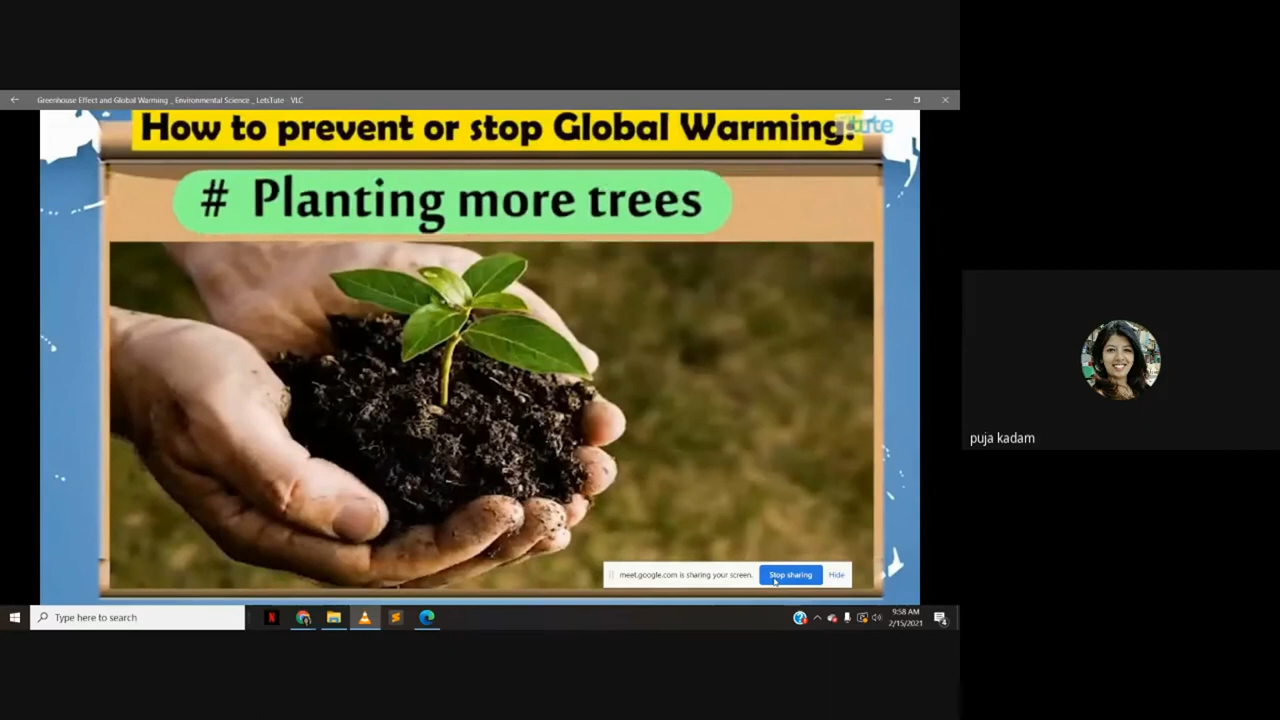 Greenhouse Effect and Global Warming _ Environmental Science _ LetsTute - VLC
How to prevent or stop Global Warming:
# Planting more trees
puja kadam
meet.google.com is sharing your screen.
Stop sharing
Hide
Type here to search
9:58 AM
2/15/2021